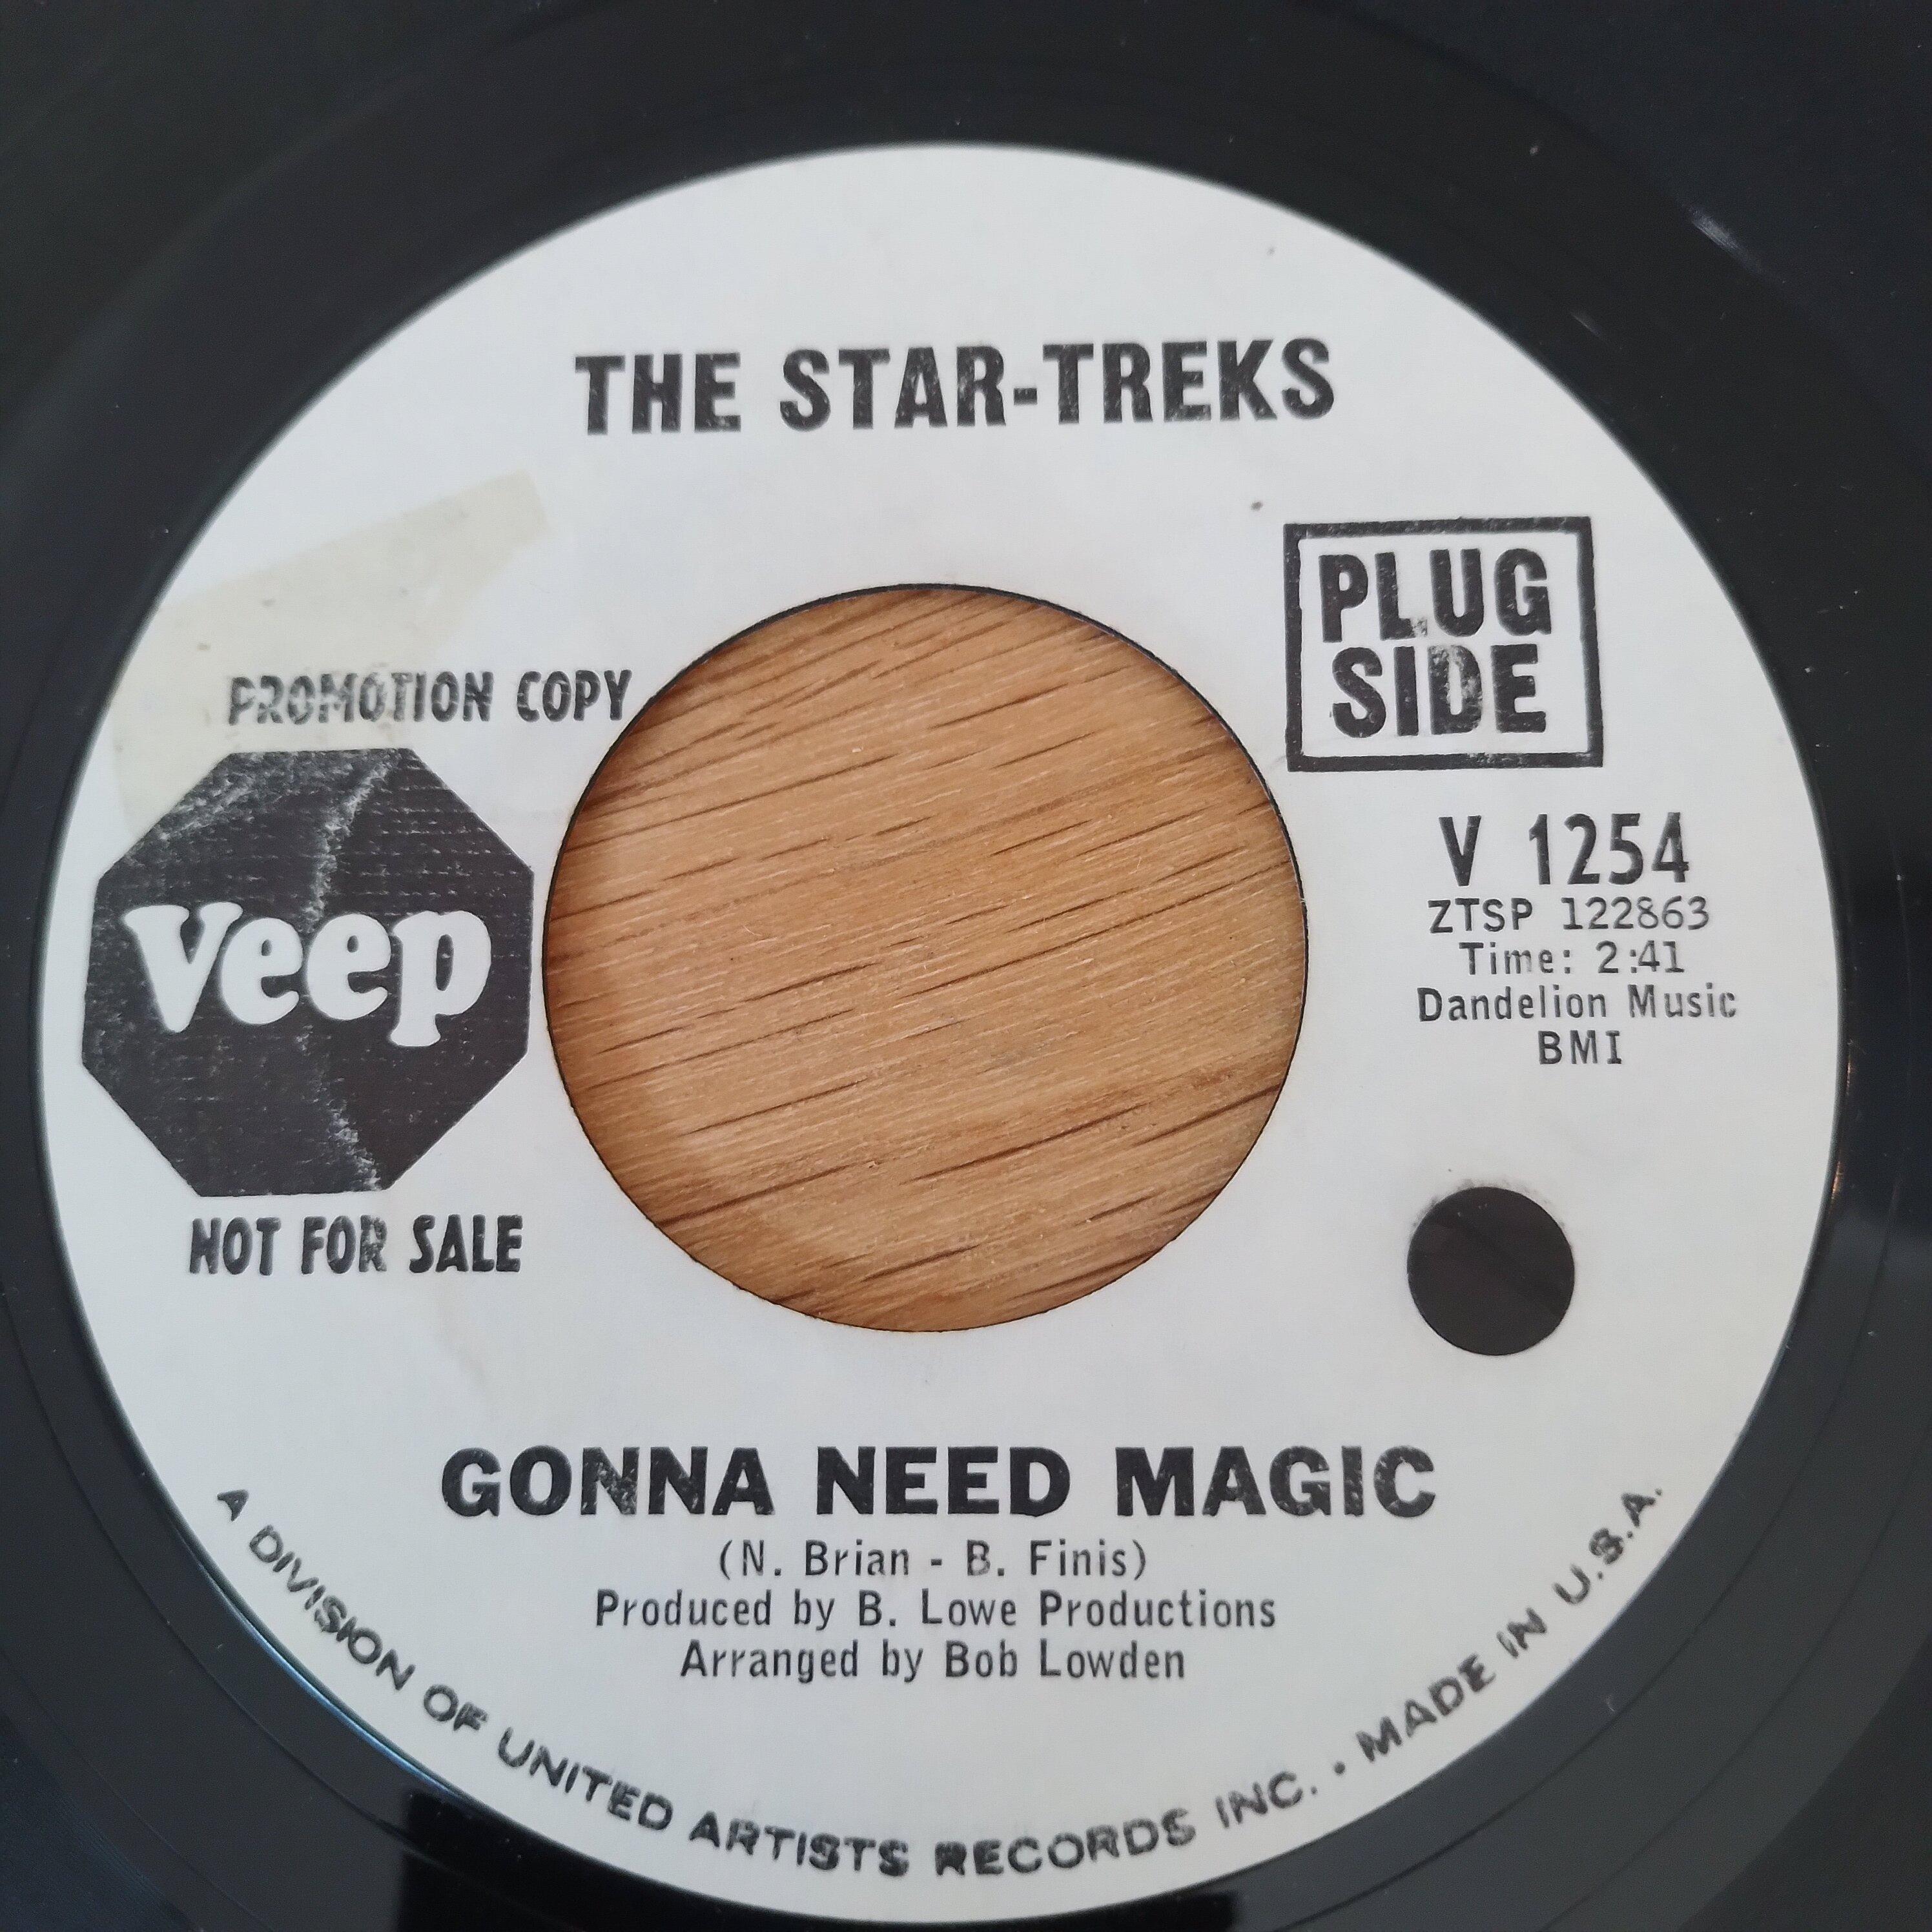 THE STAR-TREKS
PLUG
SIDE
PROMOTION COPY
Veep
NOT FOR SALE
V 1254
ZTSP 122863
Time: 2:41
Dandelion Music
BMI
GONNA NEED MAGIC
(N. Brian - B. Finis)
Produced by B. Lowe Productions
Arranged by Bob Lowden
A DIVISION OF UNITED ARTISTS RECORDS INC. • MADE IN U.S.A.